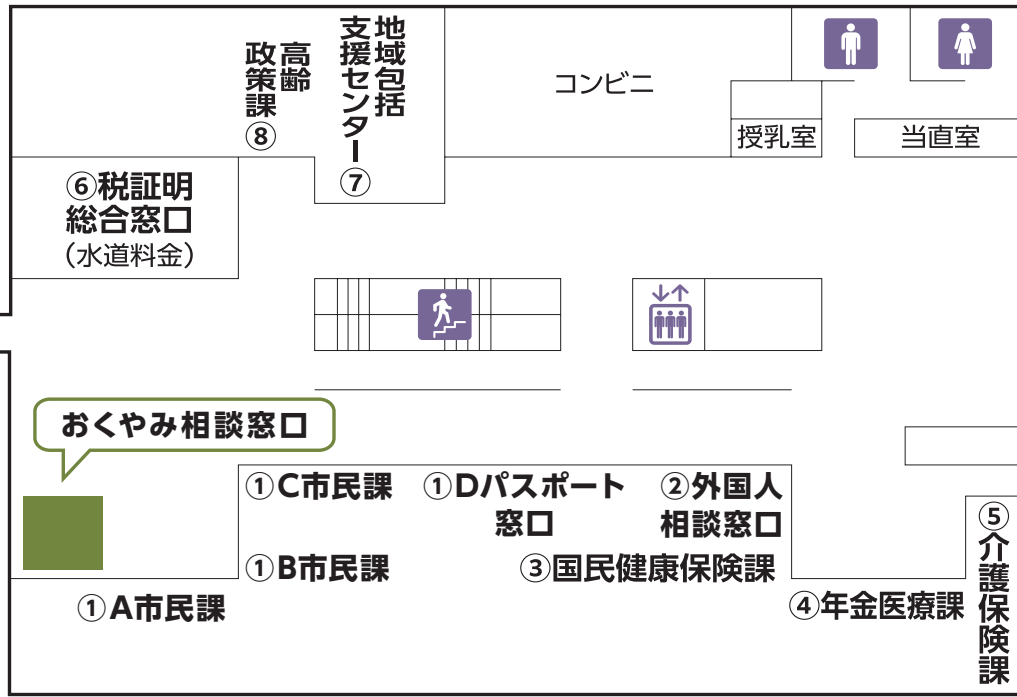 地域包括
支援センター⑦
高齢
政策課⑧
コンビニ
授乳室
当直室
⑥税証明
総合窓口
(水道料金)
おくやみ相談窓口
①C市民課
①Dパスポート
窓口
②外国人
相談窓口
①B市民課
③国民健康保険課
①A市民課
④年金医療課
⑤介護保険課